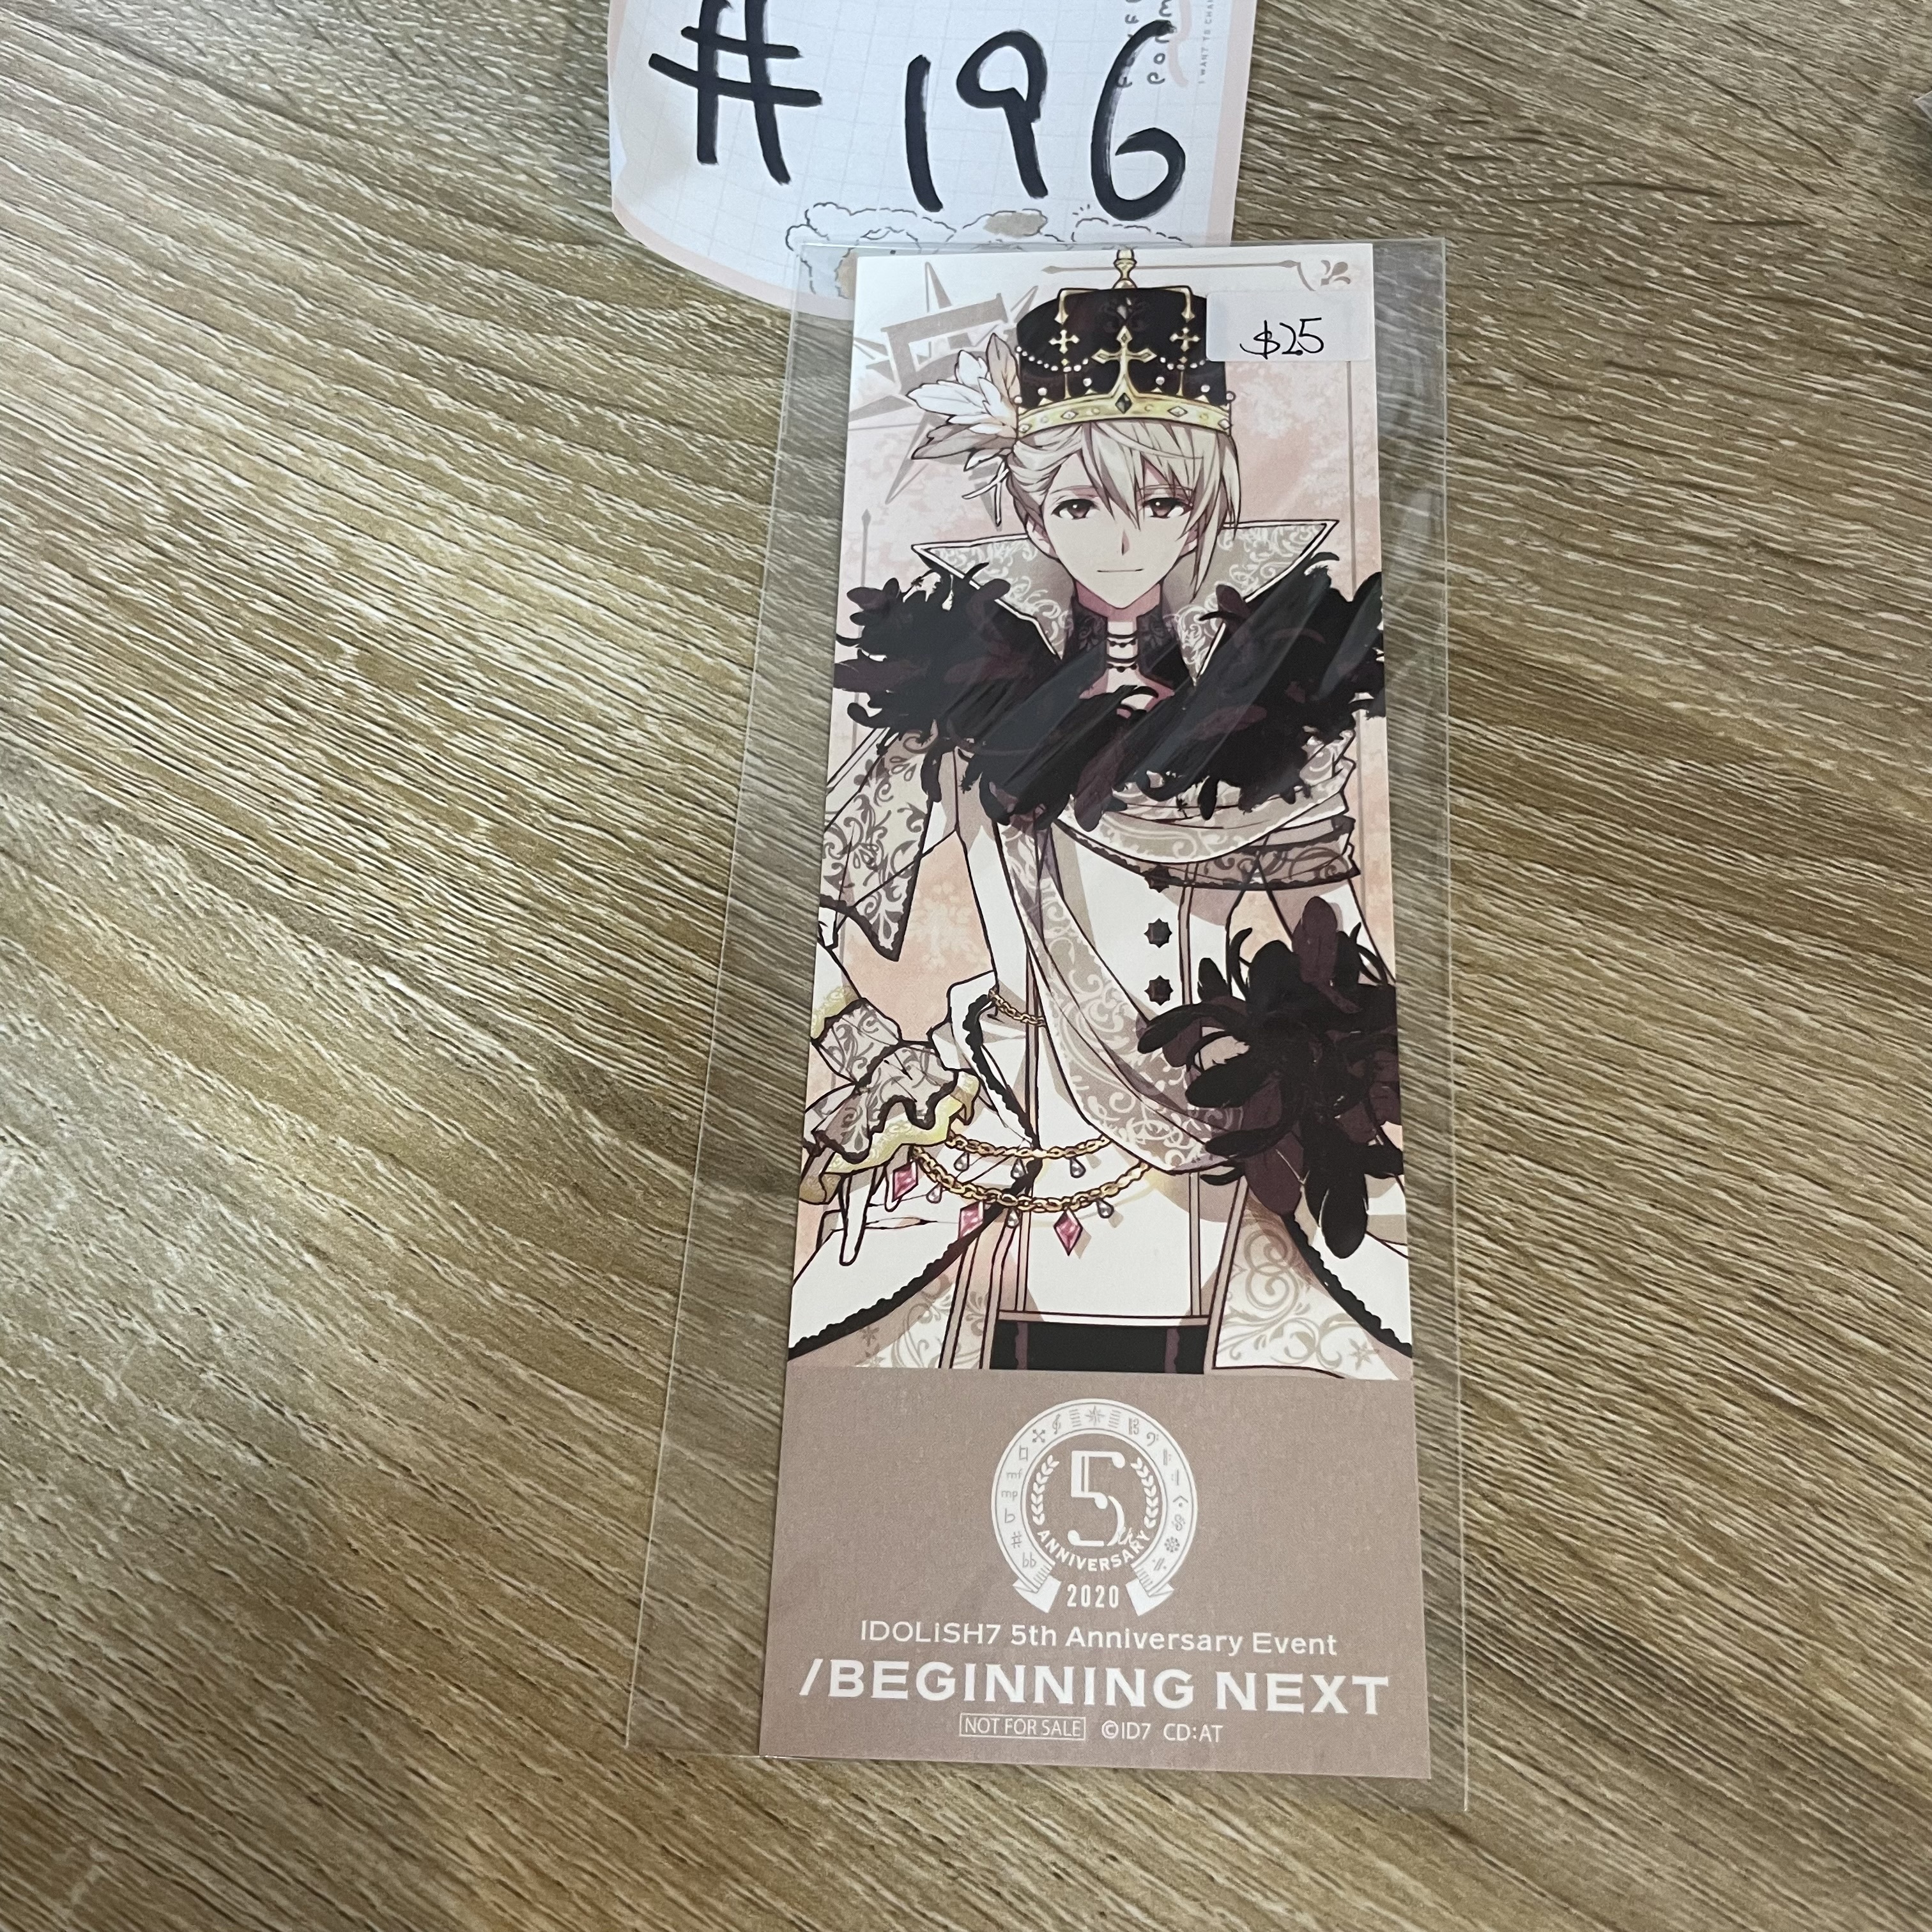 # 196
$25
5th
ANNIVERSARY
2020
IDOLiSH7 5th Anniversary Event
/BEGINNING NEXT
NOT FOR SALE ©ID7 CD:AT